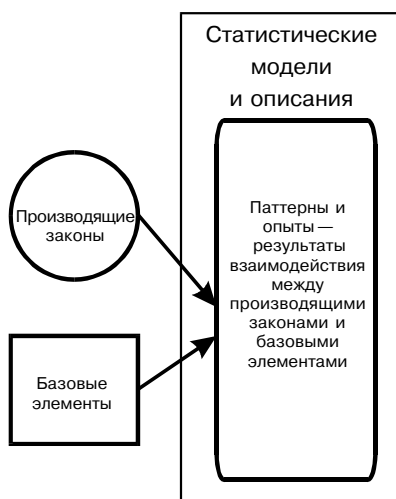 Статистические
модели
и описания
Производящие
законы
Базовые
элементы
Паттерны и
опыты —
результаты
взаимодействия
между
производящими
законами и
базовыми
элементами